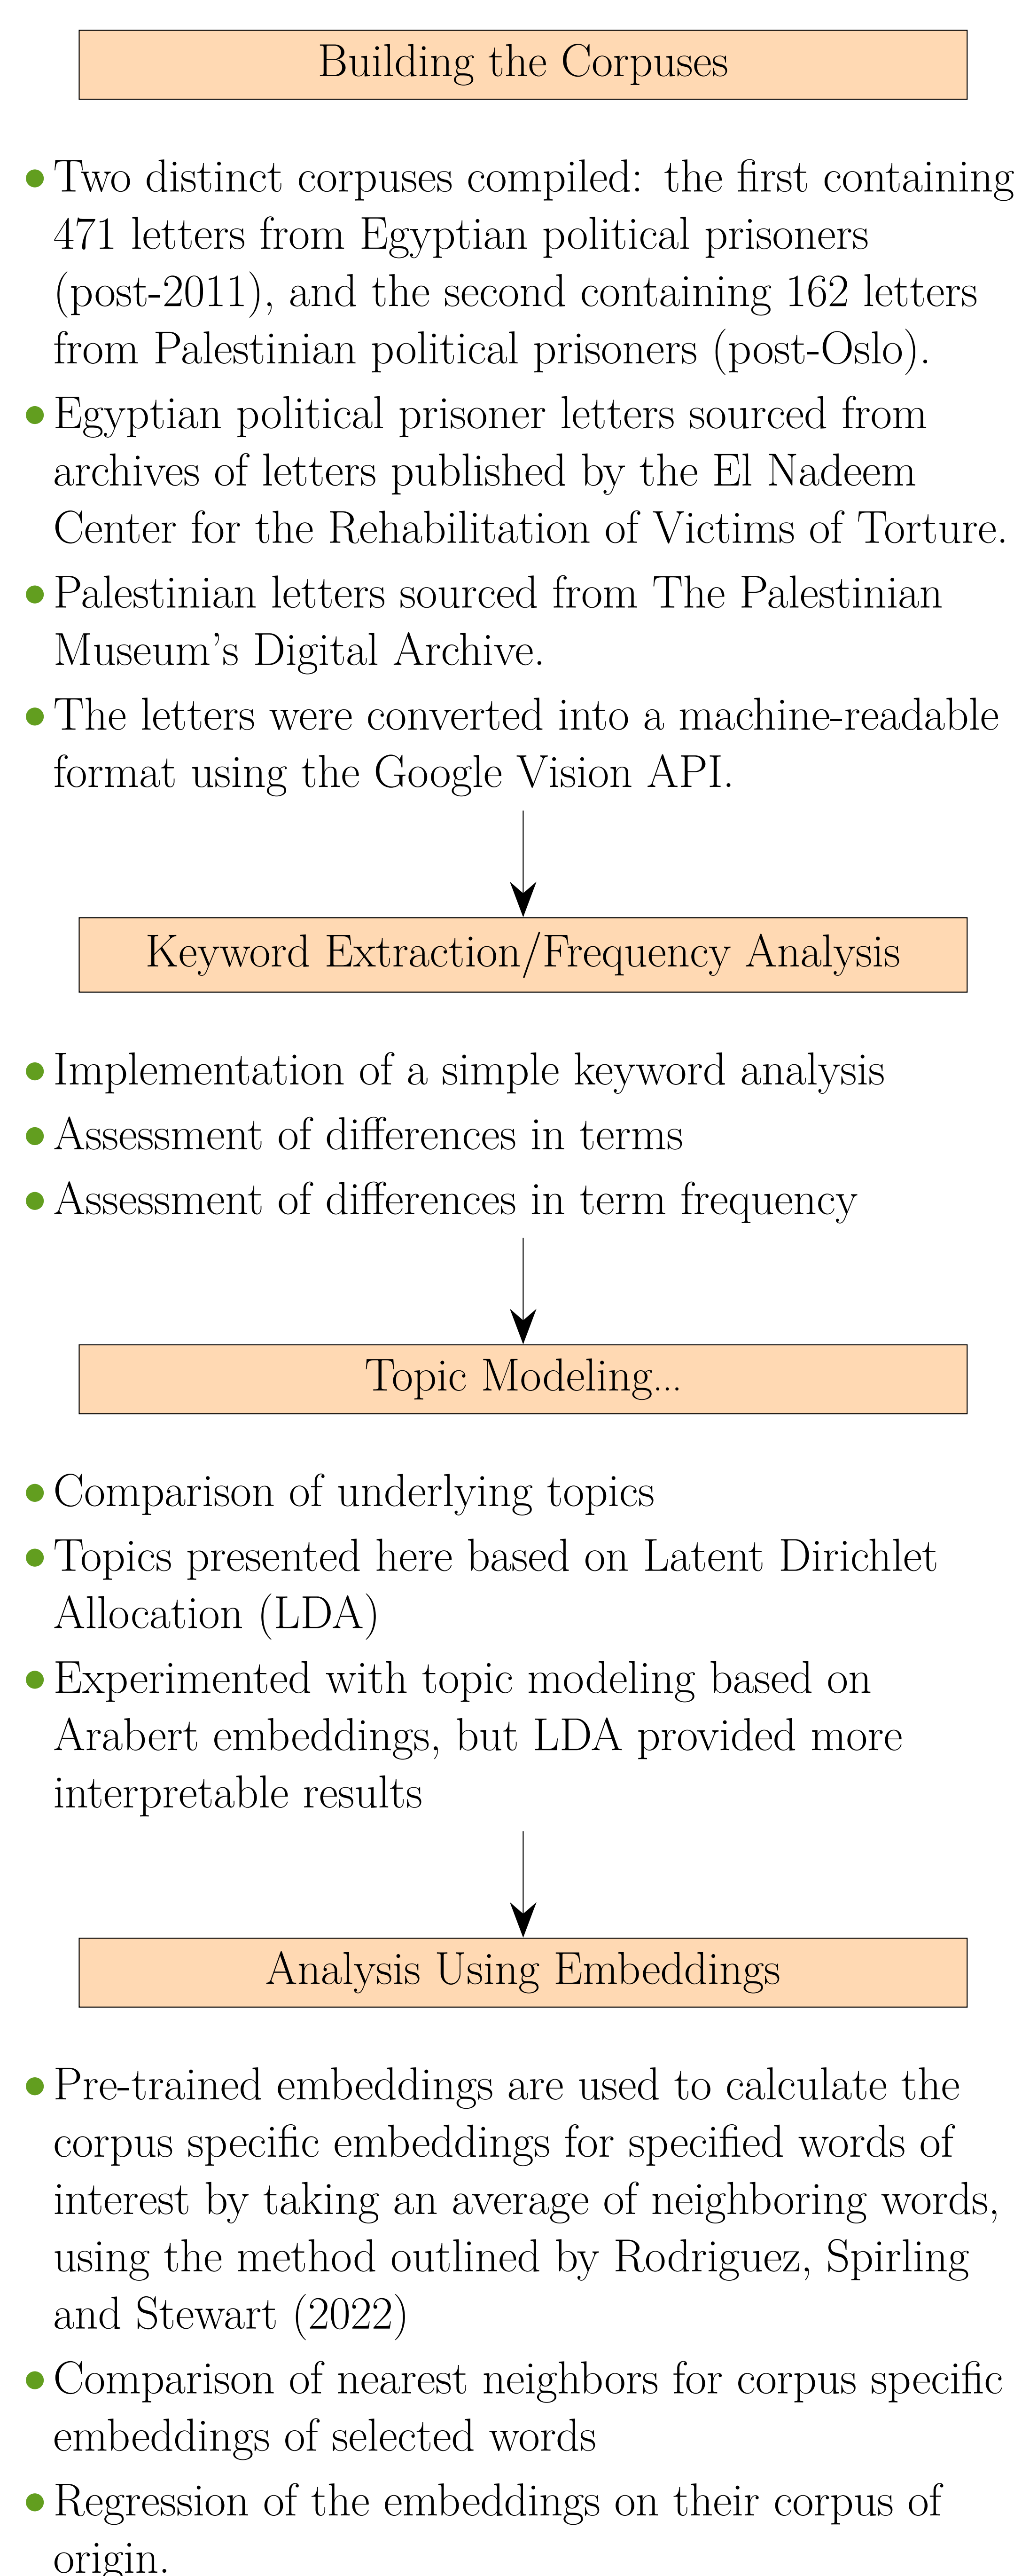 Building the Corpuses
Two distinct corpuses compiled: the first containing
471 letters from Egyptian political prisoners
(post-2011), and the second containing 162 letters
from Palestinian political prisoners (post-Oslo).
Egyptian political prisoner letters sourced from
archives of letters published by the El Nadeem
Center for the Rehabilitation of Victims of Torture.
Palestinian letters sourced from The Palestinian
Museum's Digital Archive.
The letters were converted into a machine-readable
format using the Google Vision API.
Keyword Extraction/Frequency Analysis
Implementation of a simple keyword analysis
Assessment of differences in terms
Assessment of differences in term frequency
Topic Modeling...
Comparison of underlying topics
Topics presented here based on Latent Dirichlet
Allocation (LDA)
Experimented with topic modeling based on
Arabert embeddings, but LDA provided more
interpretable results
Analysis Using Embeddings
Pre-trained embeddings are used to calculate the
corpus specific embeddings for specified words of
interest by taking an average of neighboring words,
using the method outlined by Rodriguez, Spirling
and Stewart (2022)
Comparison of nearest neighbors for corpus specific
embeddings of selected words
Regression of the embeddings on their corpus of
origin.